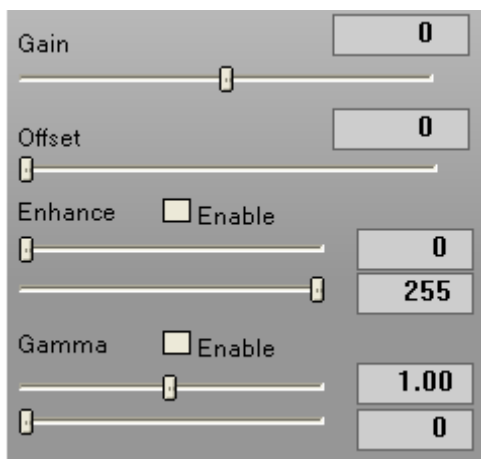 Gain 0
Offset 0
Enhance Enable
0
255
Gamma Enable
1.00
0